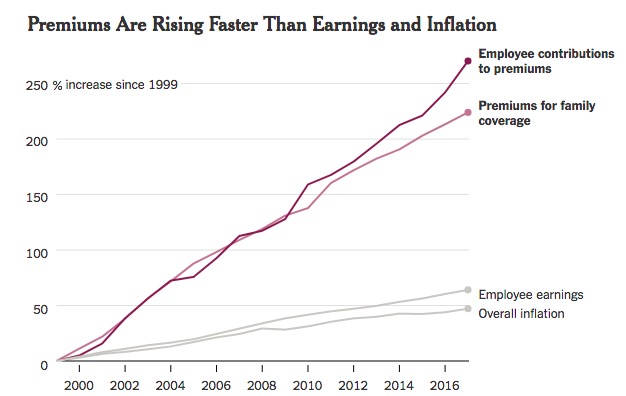 Premiums Are Rising Faster Than Earnings and Inflation
Employee contributions
to premiums
250 % increase since 1999
Premiums for family
coverage
200
150
100
50
Employee earnings
Overall inflation
0
2000 2002 2004 2006 2008 2010 2012 2014 2016